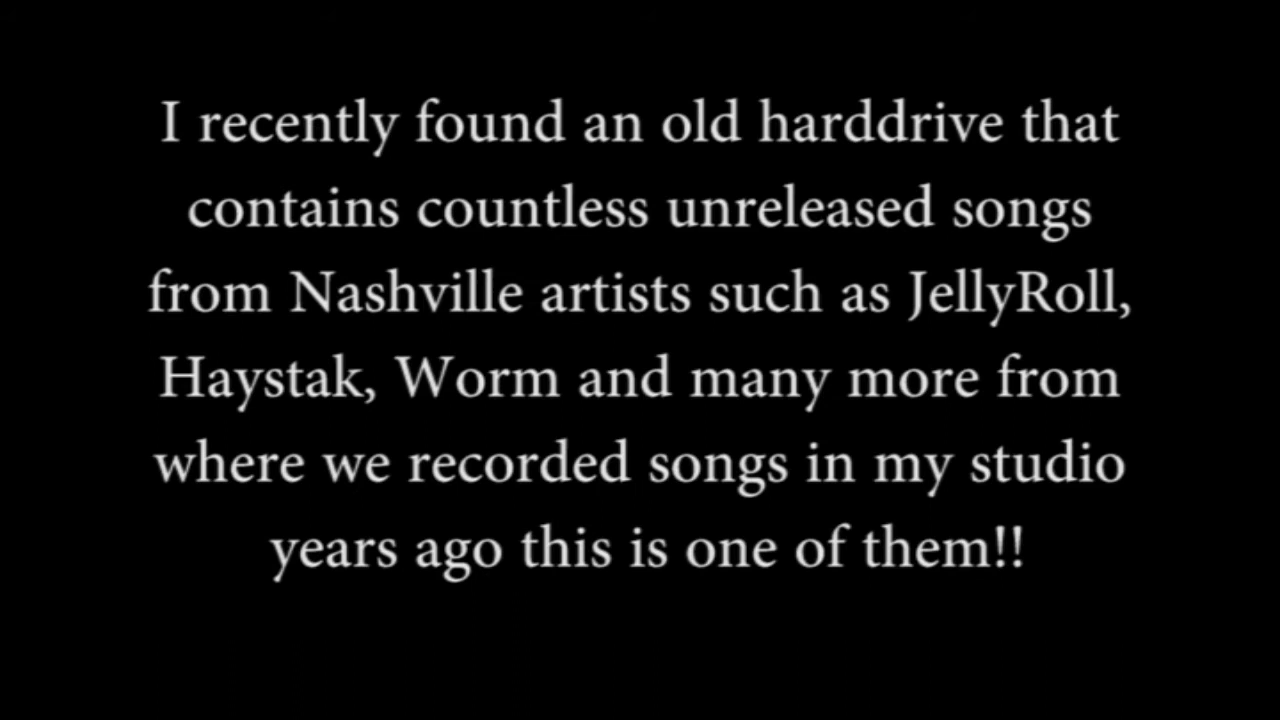 I recently found an old harddrive that
contains countless unreleased songs
from Nashville artists such as JellyRoll,
Haystak, Worm and many more from
where we recorded songs in my studio
years ago this is one of them!!